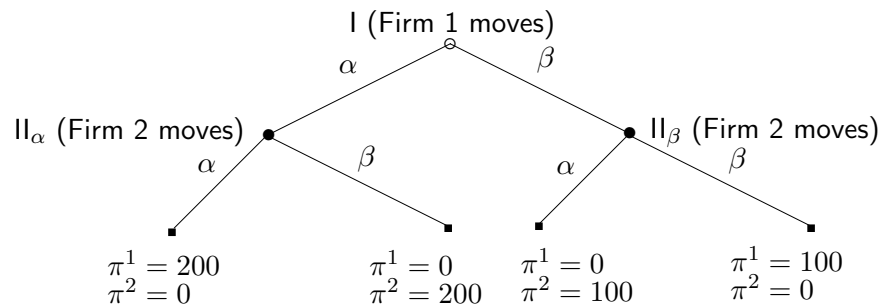 I (Firm 1 moves)
α
β
II_α (Firm 2 moves)
II_β (Firm 2 moves)
α
β
α
β
π¹ = 200
π² = 0
π¹ = 0
π² = 200
π¹ = 0
π² = 100
π¹ = 100
π² = 0